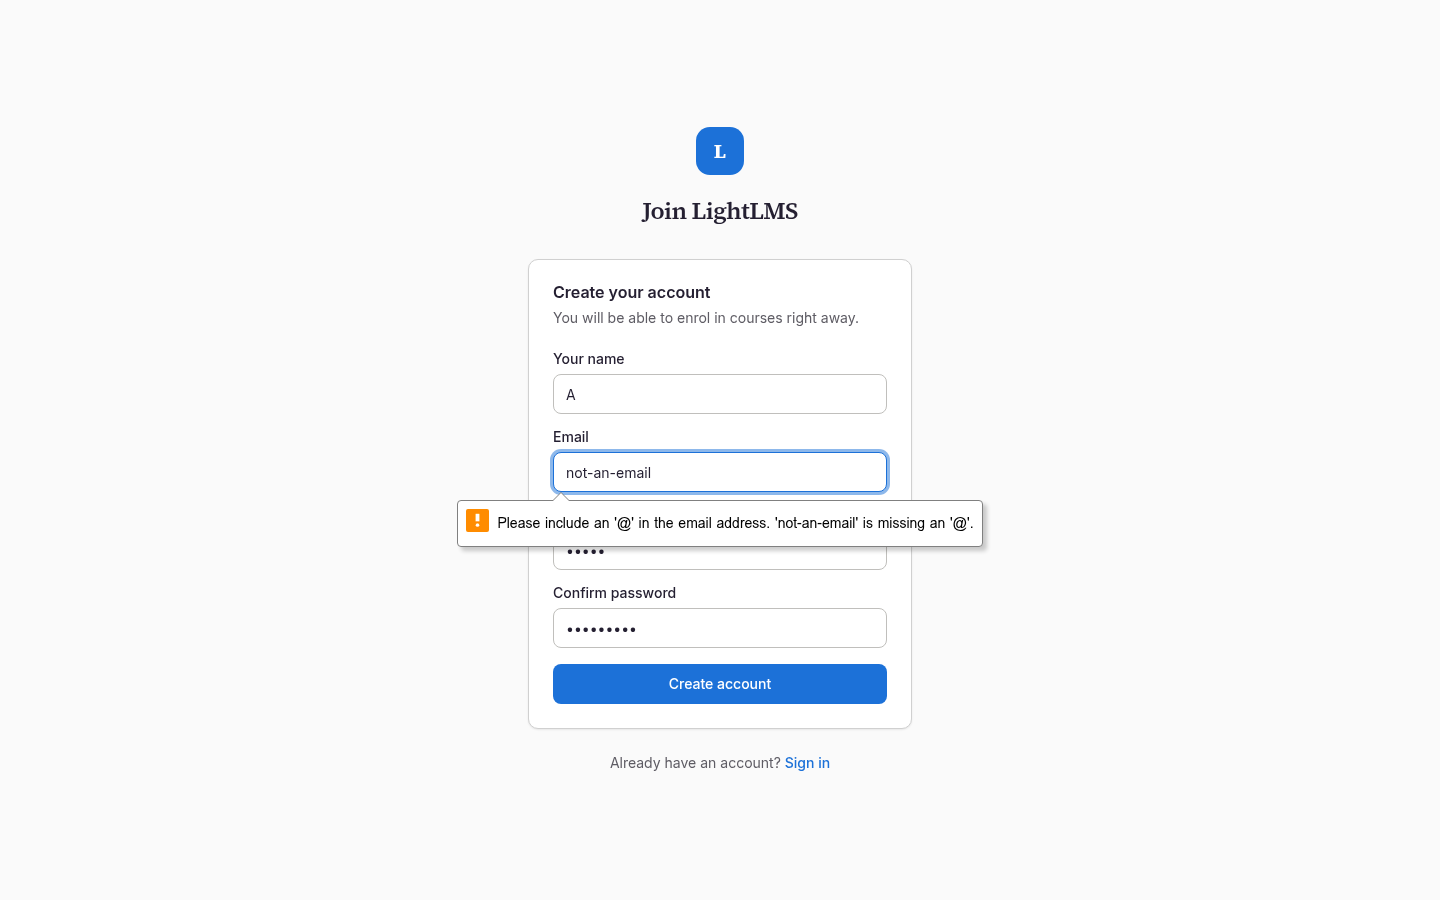 L
Join LightLMS
Create your account
You will be able to enrol in courses right away.
Your name
A
Email
not-an-email
Please include an '@' in the email address. 'not-an-email' is missing an '@'.
•••••
Confirm password
•••••••••
Create account
Already have an account? Sign in